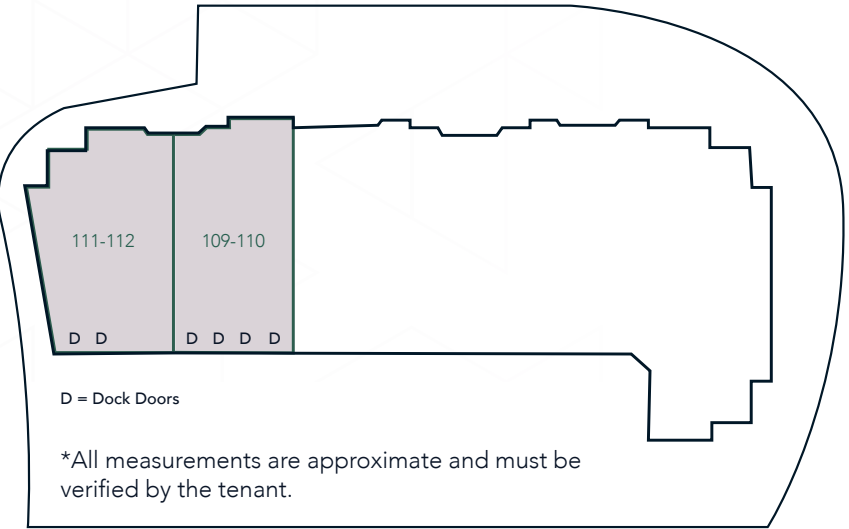 111-112 109-110
D D D D D D
D = Dock Doors
*All measurements are approximate and must be
verified by the tenant.